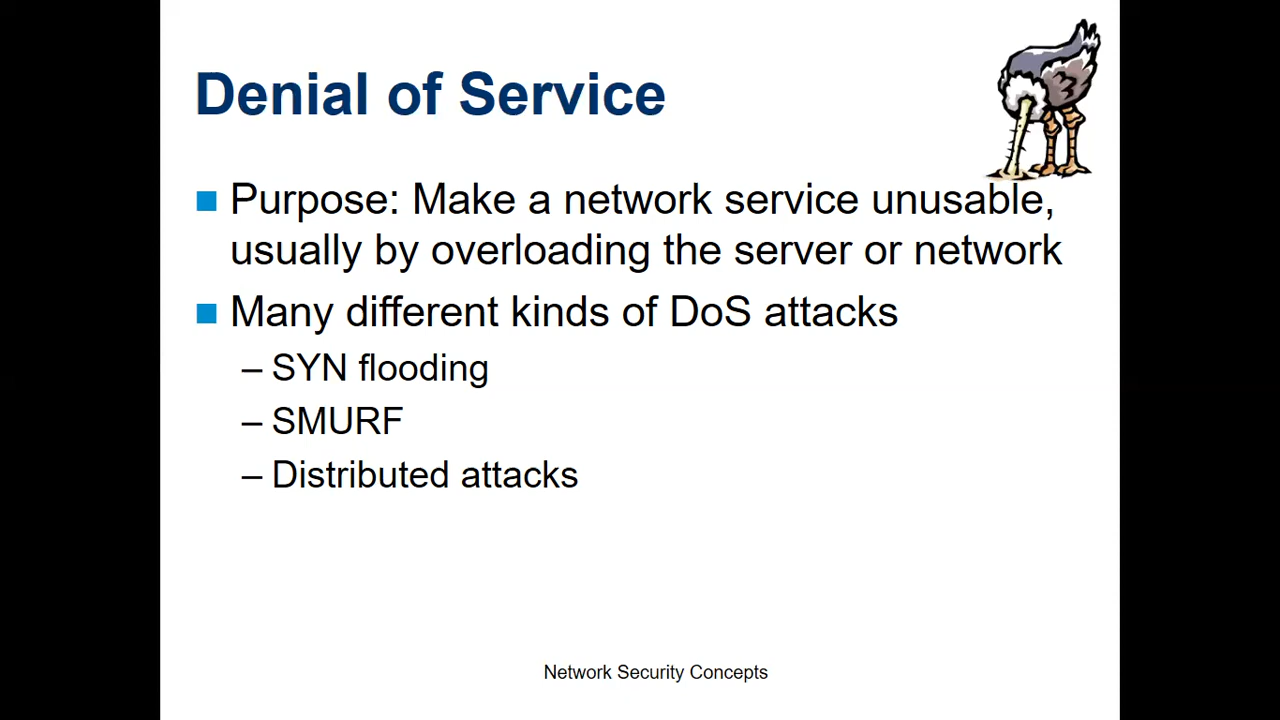 Denial of Service
Purpose: Make a network service unusable,
usually by overloading the server or network
Many different kinds of DoS attacks
– SYN flooding
– SMURF
– Distributed attacks
Network Security Concepts